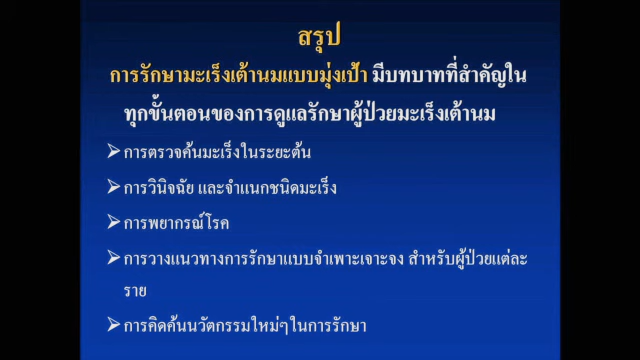 สรุป
การรักษามะเร็งเต้านมแบบมุ่งเป้า มีบทบาทที่สำคัญใน
ทุกขั้นตอนของการดูแลรักษาผู้ป่วยมะเร็งเต้านม
➢การตรวจค้นมะเร็งในระยะต้น
➢การวินิจฉัย และจำแนกชนิดมะเร็ง
➢การพยากรณ์โรค
➢การวางแนวทางการรักษาแบบจำเพาะเจาะจง สำหรับผู้ป่วยแต่ละ
ราย
➢การคิดค้นนวัตกรรมใหม่ๆในการรักษา